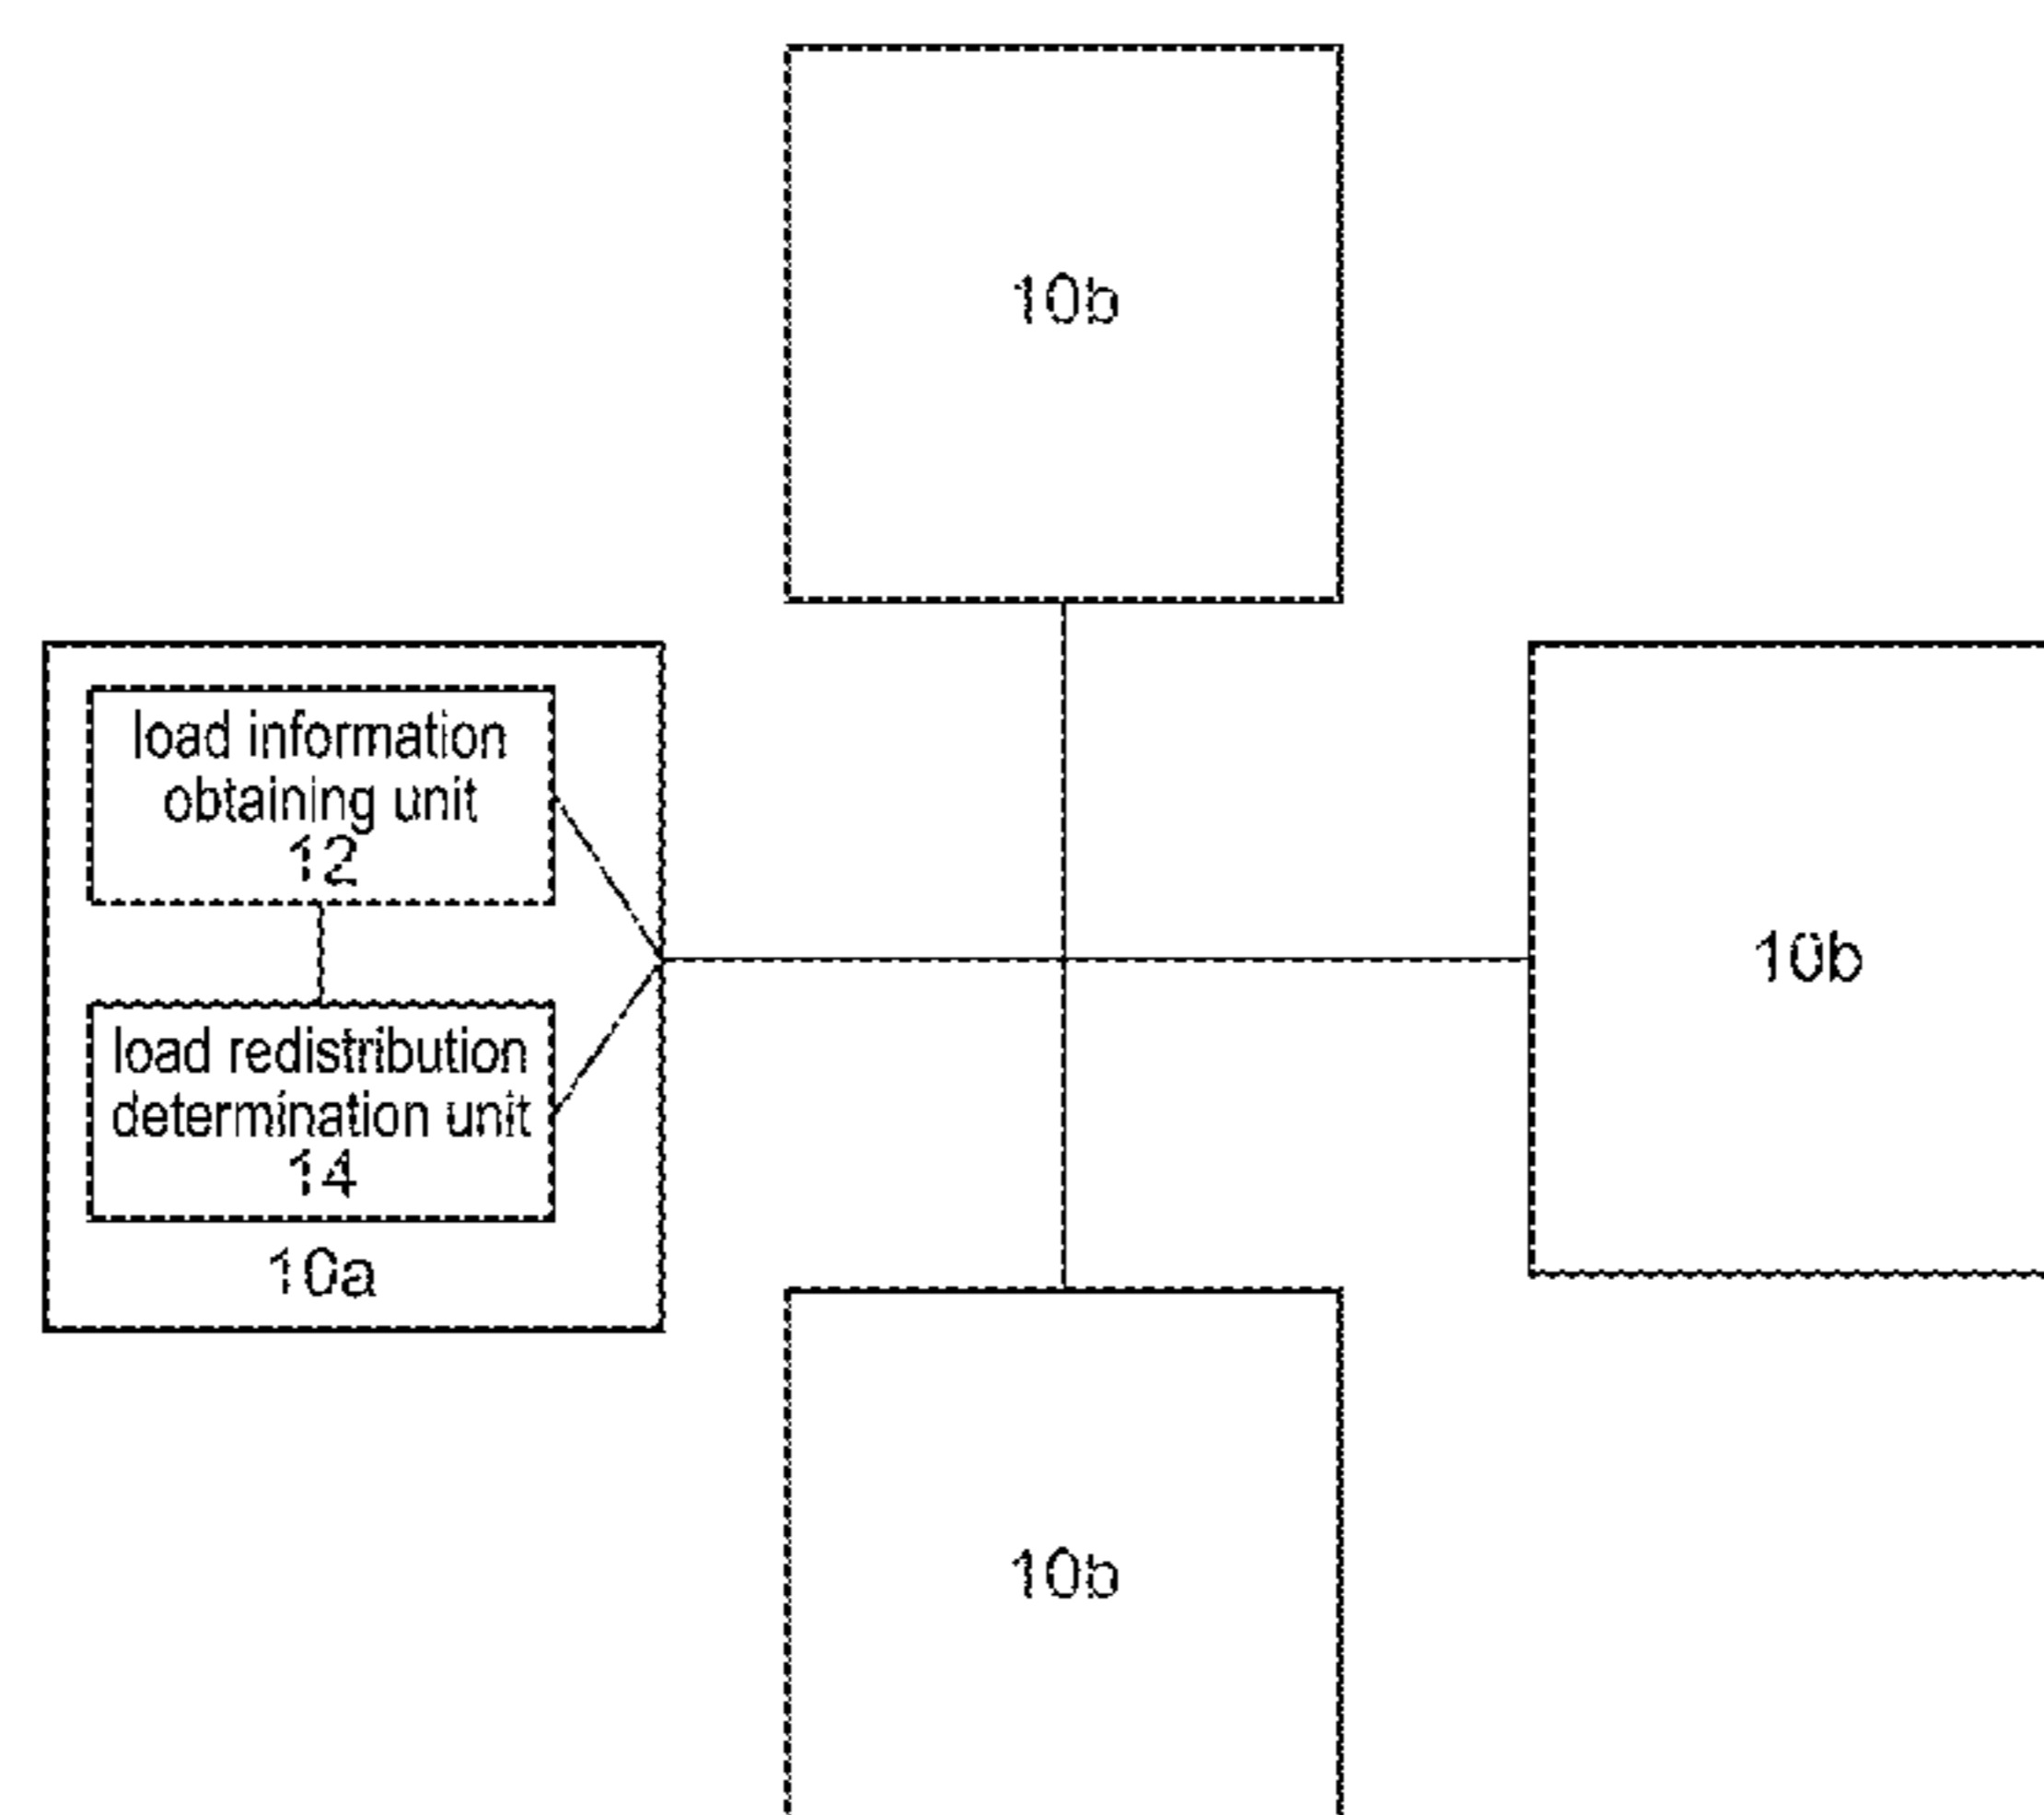 10b
load information
obtaining unit
12
load redistribution
determination unit
14
10a
10b
10b